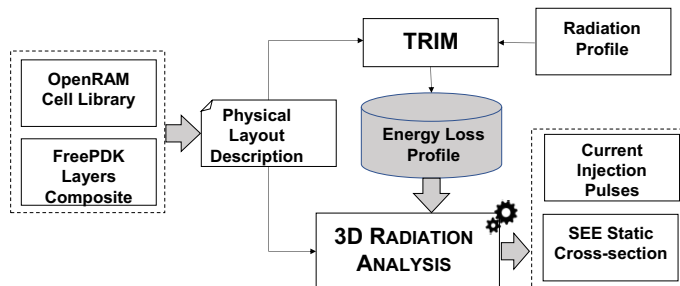 OpenRAM
Cell Library
FreePDK
Layers
Composite
Physical
Layout
Description
TRIM
Radiation
Profile
Energy Loss
Profile
3D RADIATION
ANALYSIS
Current
Injection
Pulses
SEE Static
Cross-section